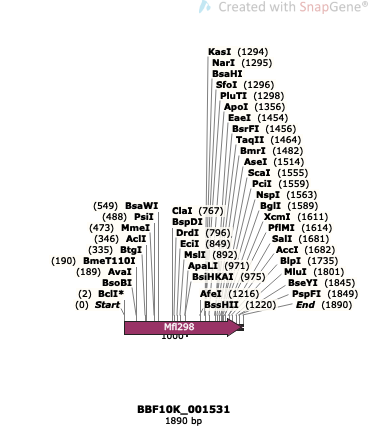 Created with SnapGene®
KasI (1294)
NarI (1295)
BsaHI
SfoI (1296)
PluTI (1298)
ApoI (1356)
EaeI (1454)
BsrFI (1456)
TaqII (1464)
BmrI (1482)
AseI (1514)
ScaI (1555)
PciI (1559)
NspI (1563)
BglI (1589)
XcmI (1611)
PflMI (1614)
SalI (1681)
AccI (1682)
BlpI (1735)
MluI (1801)
BseYI (1845)
PspFI (1849)
End (1890)
(549) BsaWI
(488) PsiI
(473) MmeI
(346) AclI
(335) BtgI
(190) BmeT110I
(189) AvaI
BsoBI
(2) BclI*
(0) Start
ClaI (767)
BspDI
DrdI (796)
EciI (849)
MslI (892)
ApaLI (971)
BsiHKAI (975)
AfeI (1216)
BssHII (1220)
Mfl298
1000
BBF10K_001531
1890 bp